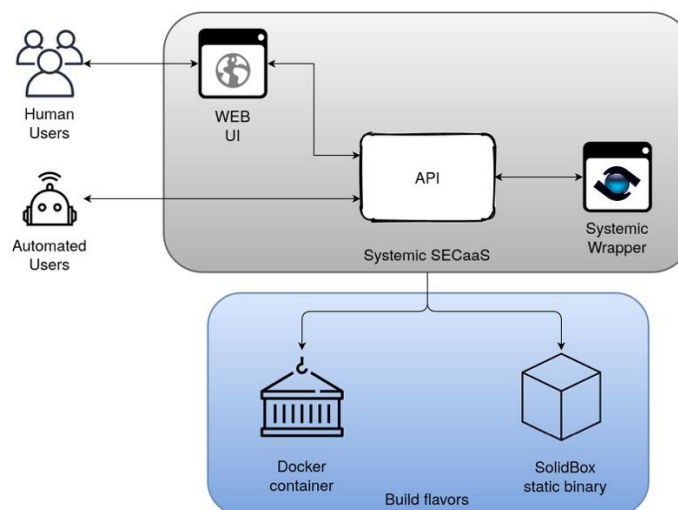 Human
Users
WEB
UI
API
Automated
Users
Systemic
Wrapper
Systemic SECaaS
Docker
container
SolidBox
static binary
Build flavors